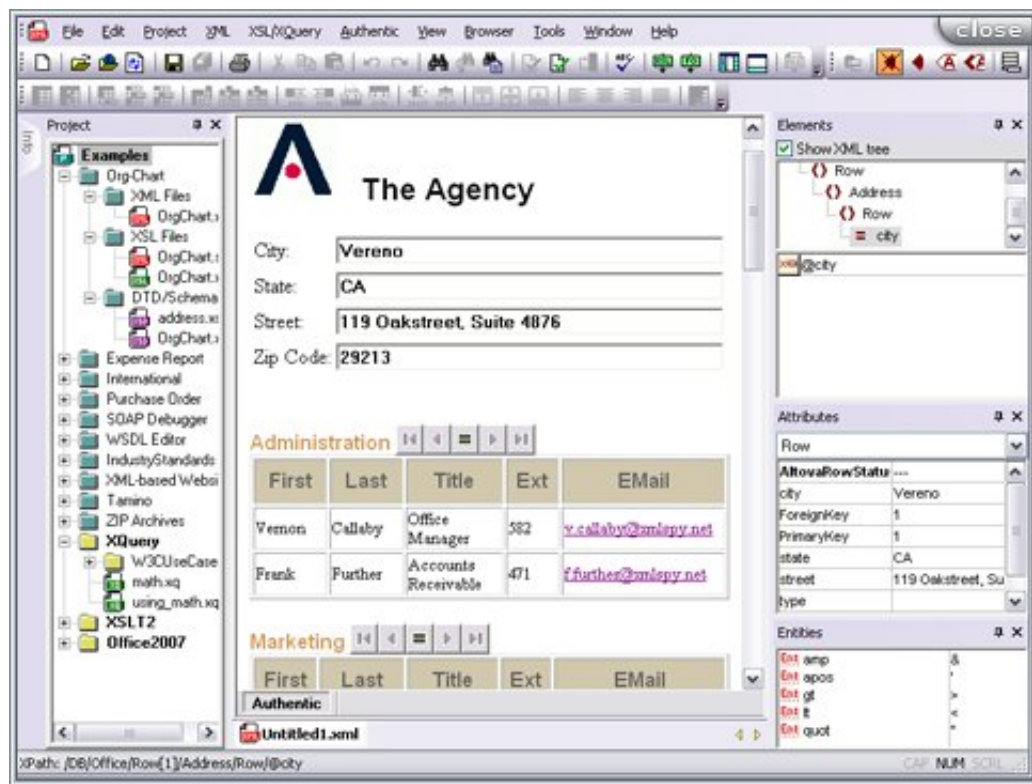 File Edit Project XML XSL/XQuery Authentic View Browser Tools Window Help
close
Info
Project
Examples
Org-Chart
XML Files
OrgChart.x
XSL Files
OrgChart.s
OrgChart.x
DTD/Schema
address.xs
OrgChart.x
Expense Report
International
Purchase Order
SOAP Debugger
WSDL Editor
IndustryStandards
XML-based Websi
Tamino
ZIP Archives
XQuery
W3CUseCase
math.xq
using_math.xq
XSLT2
Office2007
The Agency
City: Vereno
State: CA
Street: 119 Oakstreet, Suite 4876
Zip Code: 29213
Administration
First Last Title Ext EMail
Vernon Callaby Office Manager 582 v.callaby@xmlspy.net
Frank Further Accounts Receivable 471 f.further@xmlspy.net
Marketing
First Last Title Ext EMail
Authentic
Untitled1.xml
Elements
Show XML tree
() Row
() Address
() Row
= city
@city
Attributes
Row
AltovaRowStatu ---
city Vereno
ForeignKey 1
PrimaryKey 1
state CA
street 119 Oakstreet, Su
type
Entities
Ent amp &
Ent apos '
Ent gt >
Ent lt <
Ent quot "
XPath: /DB/Office/Row[1]/Address/Row/@city
CAP NUM SCRL